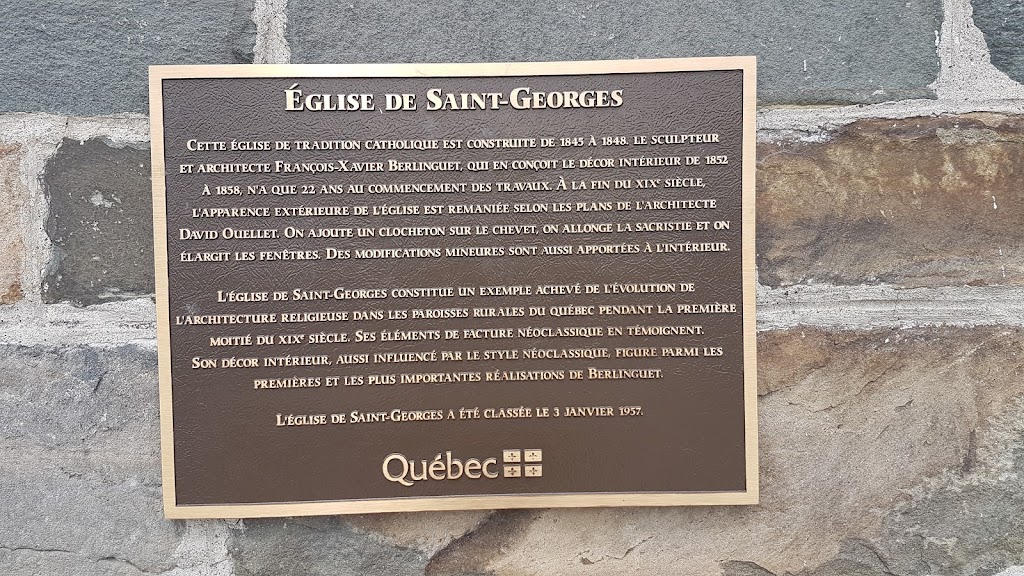 ÉGLISE DE SAINT-GEORGES
CETTE ÉGLISE DE TRADITION CATHOLIQUE EST CONSTRUITE DE 1845 À 1848. LE SCULPTEUR
ET ARCHITECTE FRANÇOIS-XAVIER BERLINGUET, QUI EN CONÇOIT LE DÉCOR INTÉRIEUR DE 1852
À 1858, N'A QUE 22 ANS AU COMMENCEMENT DES TRAVAUX. À LA FIN DU XIXᵉ SIÈCLE,
L'APPARENCE EXTÉRIEURE DE L'ÉGLISE EST REMANIÉE SELON LES PLANS DE L'ARCHITECTE
DAVID OUELLET. ON AJOUTE UN CLOCHETON SUR LE CHEVET, ON ALLONGE LA SACRISTIE ET ON
ÉLARGIT LES FENÊTRES. DES MODIFICATIONS MINEURES SONT AUSSI APPORTÉES À L'INTÉRIEUR.
L'ÉGLISE DE SAINT-GEORGES CONSTITUE UN EXEMPLE ACHEVÉ DE L'ÉVOLUTION DE
L'ARCHITECTURE RELIGIEUSE DANS LES PAROISSES RURALES DU QUÉBEC PENDANT LA PREMIÈRE
MOITIÉ DU XIXᵉ SIÈCLE. SES ÉLÉMENTS DE FACTURE NÉOCLASSIQUE EN TÉMOIGNENT.
SON DÉCOR INTÉRIEUR, AUSSI INFLUENCÉ PAR LE STYLE NÉOCLASSIQUE, FIGURE PARMI LES
PREMIÈRES ET LES PLUS IMPORTANTES RÉALISATIONS DE BERLINGUET.
L'ÉGLISE DE SAINT-GEORGES A ÉTÉ CLASSÉE LE 3 JANVIER 1957.
Québec